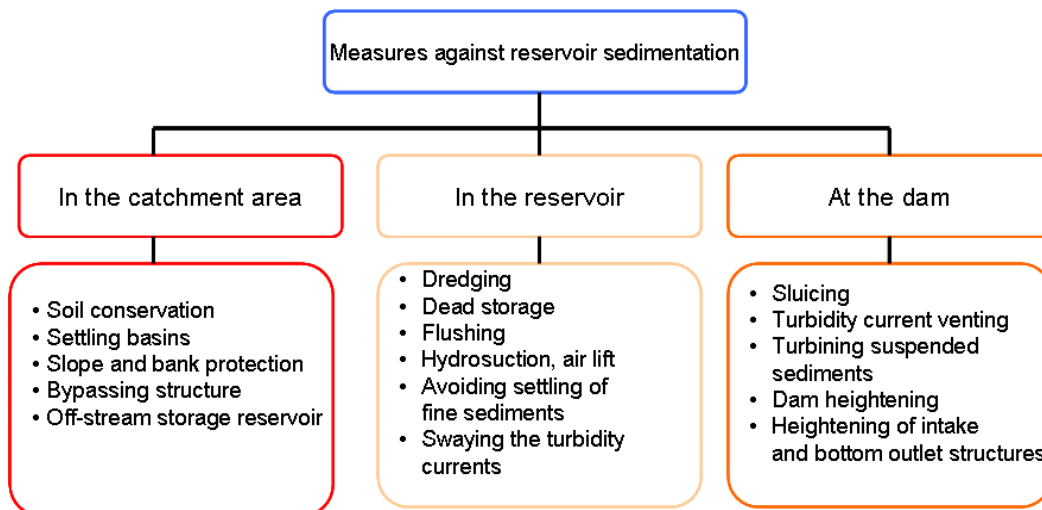 Measures against reservoir sedimentation
In the catchment area
In the reservoir
At the dam
• Soil conservation
• Settling basins
• Slope and bank protection
• Bypassing structure
• Off-stream storage reservoir
• Dredging
• Dead storage
• Flushing
• Hydrosuction, air lift
• Avoiding settling of
fine sediments
• Swaying the turbidity
currents
• Sluicing
• Turbidity current venting
• Turbining suspended
sediments
• Dam heightening
• Heightening of intake
and bottom outlet structures